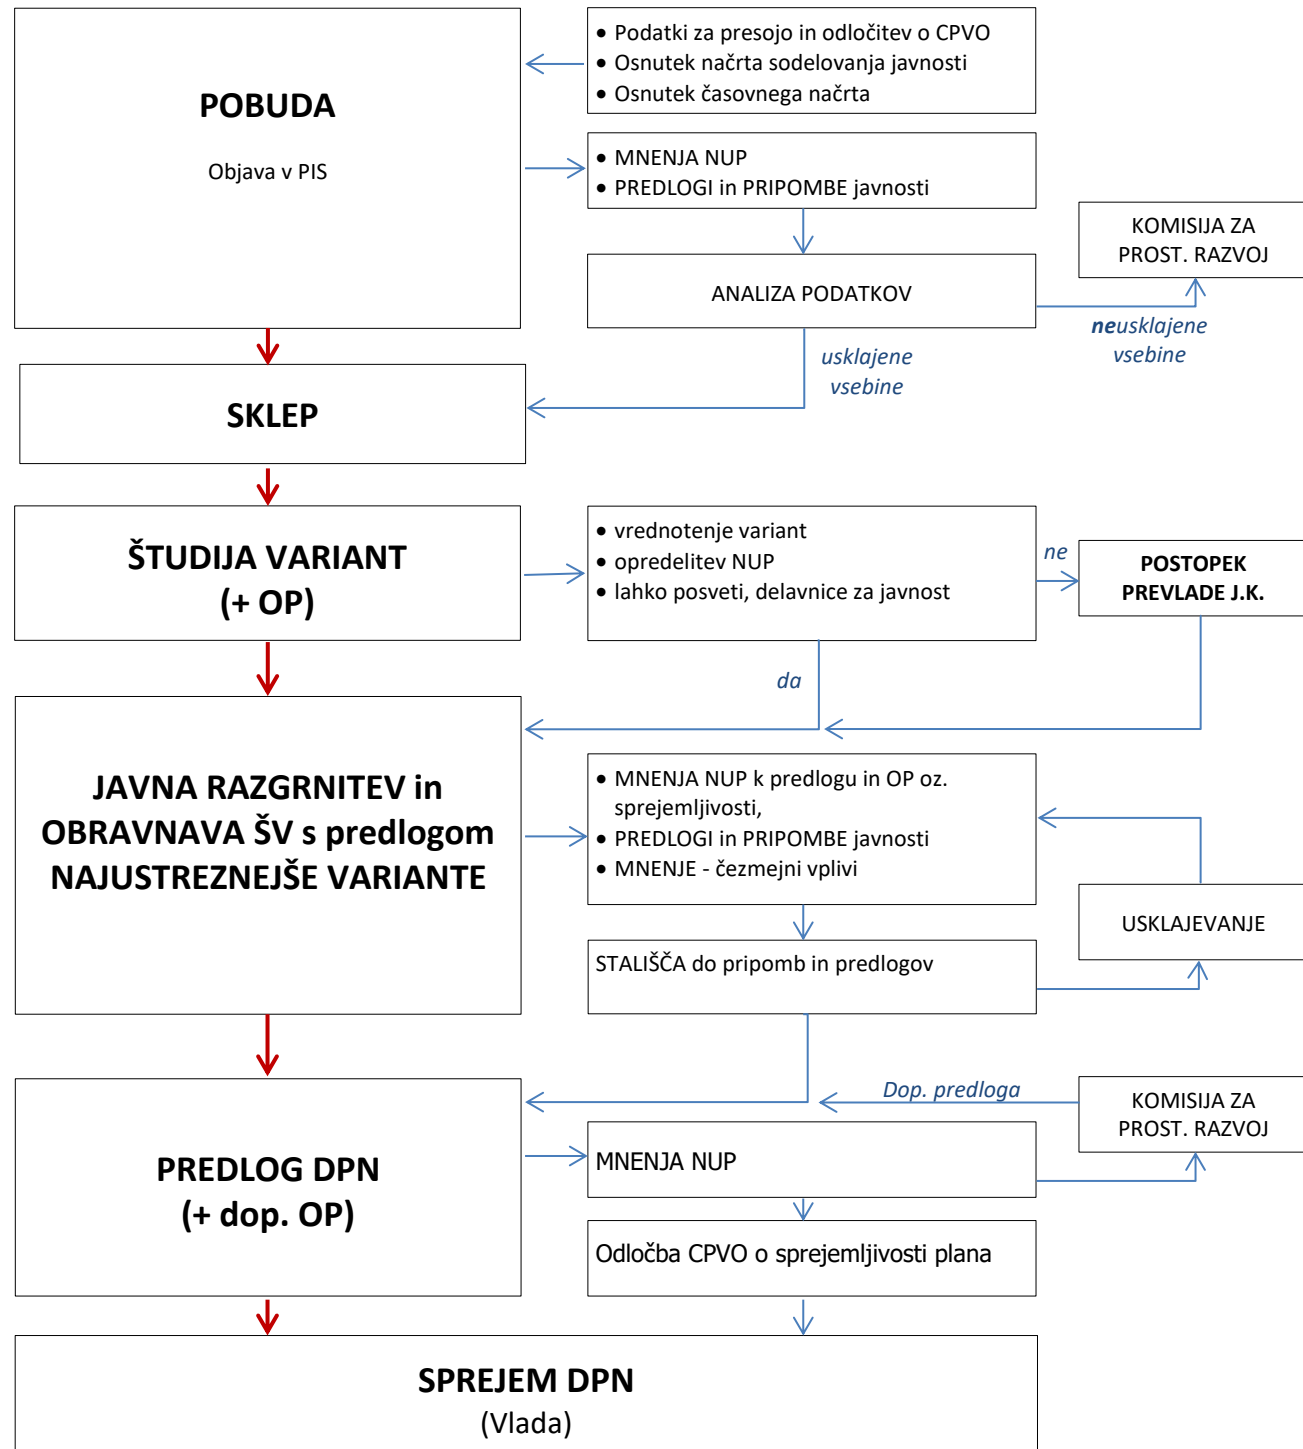 POBUDA
Objava v PIS
• Podatki za presojo in odločitev o CPVO
• Osnutek načrta sodelovanja javnosti
• Osnutek časovnega načrta
• MNENJA NUP
• PREDLOGI in PRIPOMBE javnosti
ANALIZA PODATKOV
KOMISIJA ZA
PROST. RAZVOJ
neusklajene
vsebine
usklajene
vsebine
SKLEP
ŠTUDIJA VARIANT
(+ OP)
• vrednotenje variant
• opredelitev NUP
• lahko posveti, delavnice za javnost
ne
POSTOPEK
PREVLADE J.K.
da
JAVNA RAZGRNITEV in
OBRAVNAVA ŠV s predlogom
NAJUSTREZNEJŠE VARIANTE
• MNENJA NUP k predlogu in OP oz.
sprejemljivosti,
• PREDLOGI in PRIPOMBE javnosti
• MNENJE - čezmejni vplivi
USKLAJEVANJE
STALIŠČA do pripomb in predlogov
Dop. predloga
KOMISIJA ZA
PROST. RAZVOJ
PREDLOG DPN
(+ dop. OP)
MNENJA NUP
Odločba CPVO o sprejemljivosti plana
SPREJEM DPN
(Vlada)